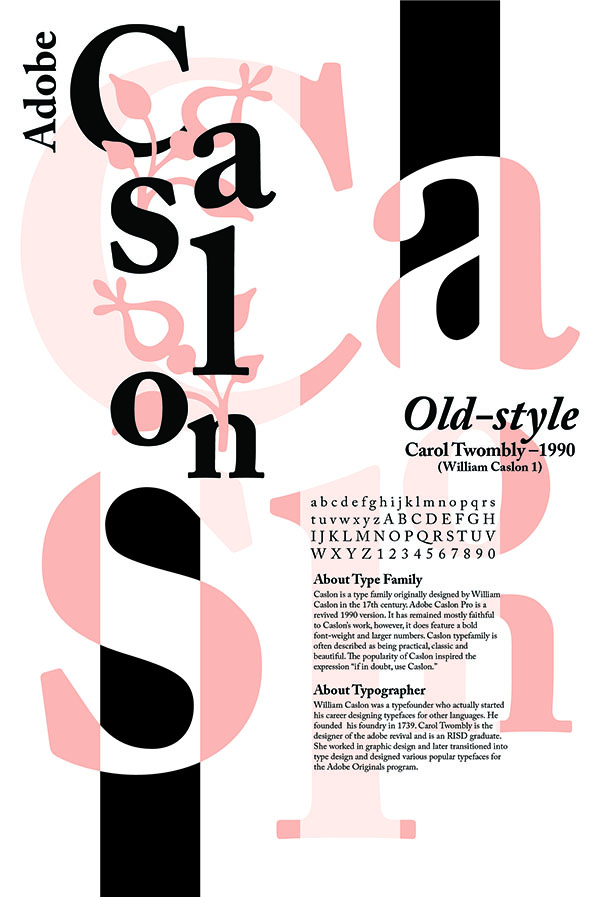 Adobe
Caslon
Ca
s
l
n
Old-style
Carol Twombly –1990
(William Caslon 1)
a b c d e f g h i j k l m n o p q r s
t u v w x y z A B C D E F G H
I J K L M N O P Q R S T U V
W X Y Z 1 2 3 4 5 6 7 8 9 0
About Type Family
Caslon is a type family originally designed by William
Caslon in the 17th century. Adobe Caslon Pro is a
revived 1990 version. It has remained mostly faithful
to Caslon's work, however, it does feature a bold
font-weight and larger numbers. Caslon typefamily is
often described as being practical, classic and
beautiful. The popularity of Caslon inspired the
expression “if in doubt, use Caslon.”
About Typographer
William Caslon was a typefounder who actually started
his career designing typefaces for other languages. He
founded his foundry in 1739. Carol Twombly is the
designer of the adobe revival and is an RISD graduate.
She worked in graphic design and later transitioned into
type design and designed various popular typefaces for
the Adobe Originals program.